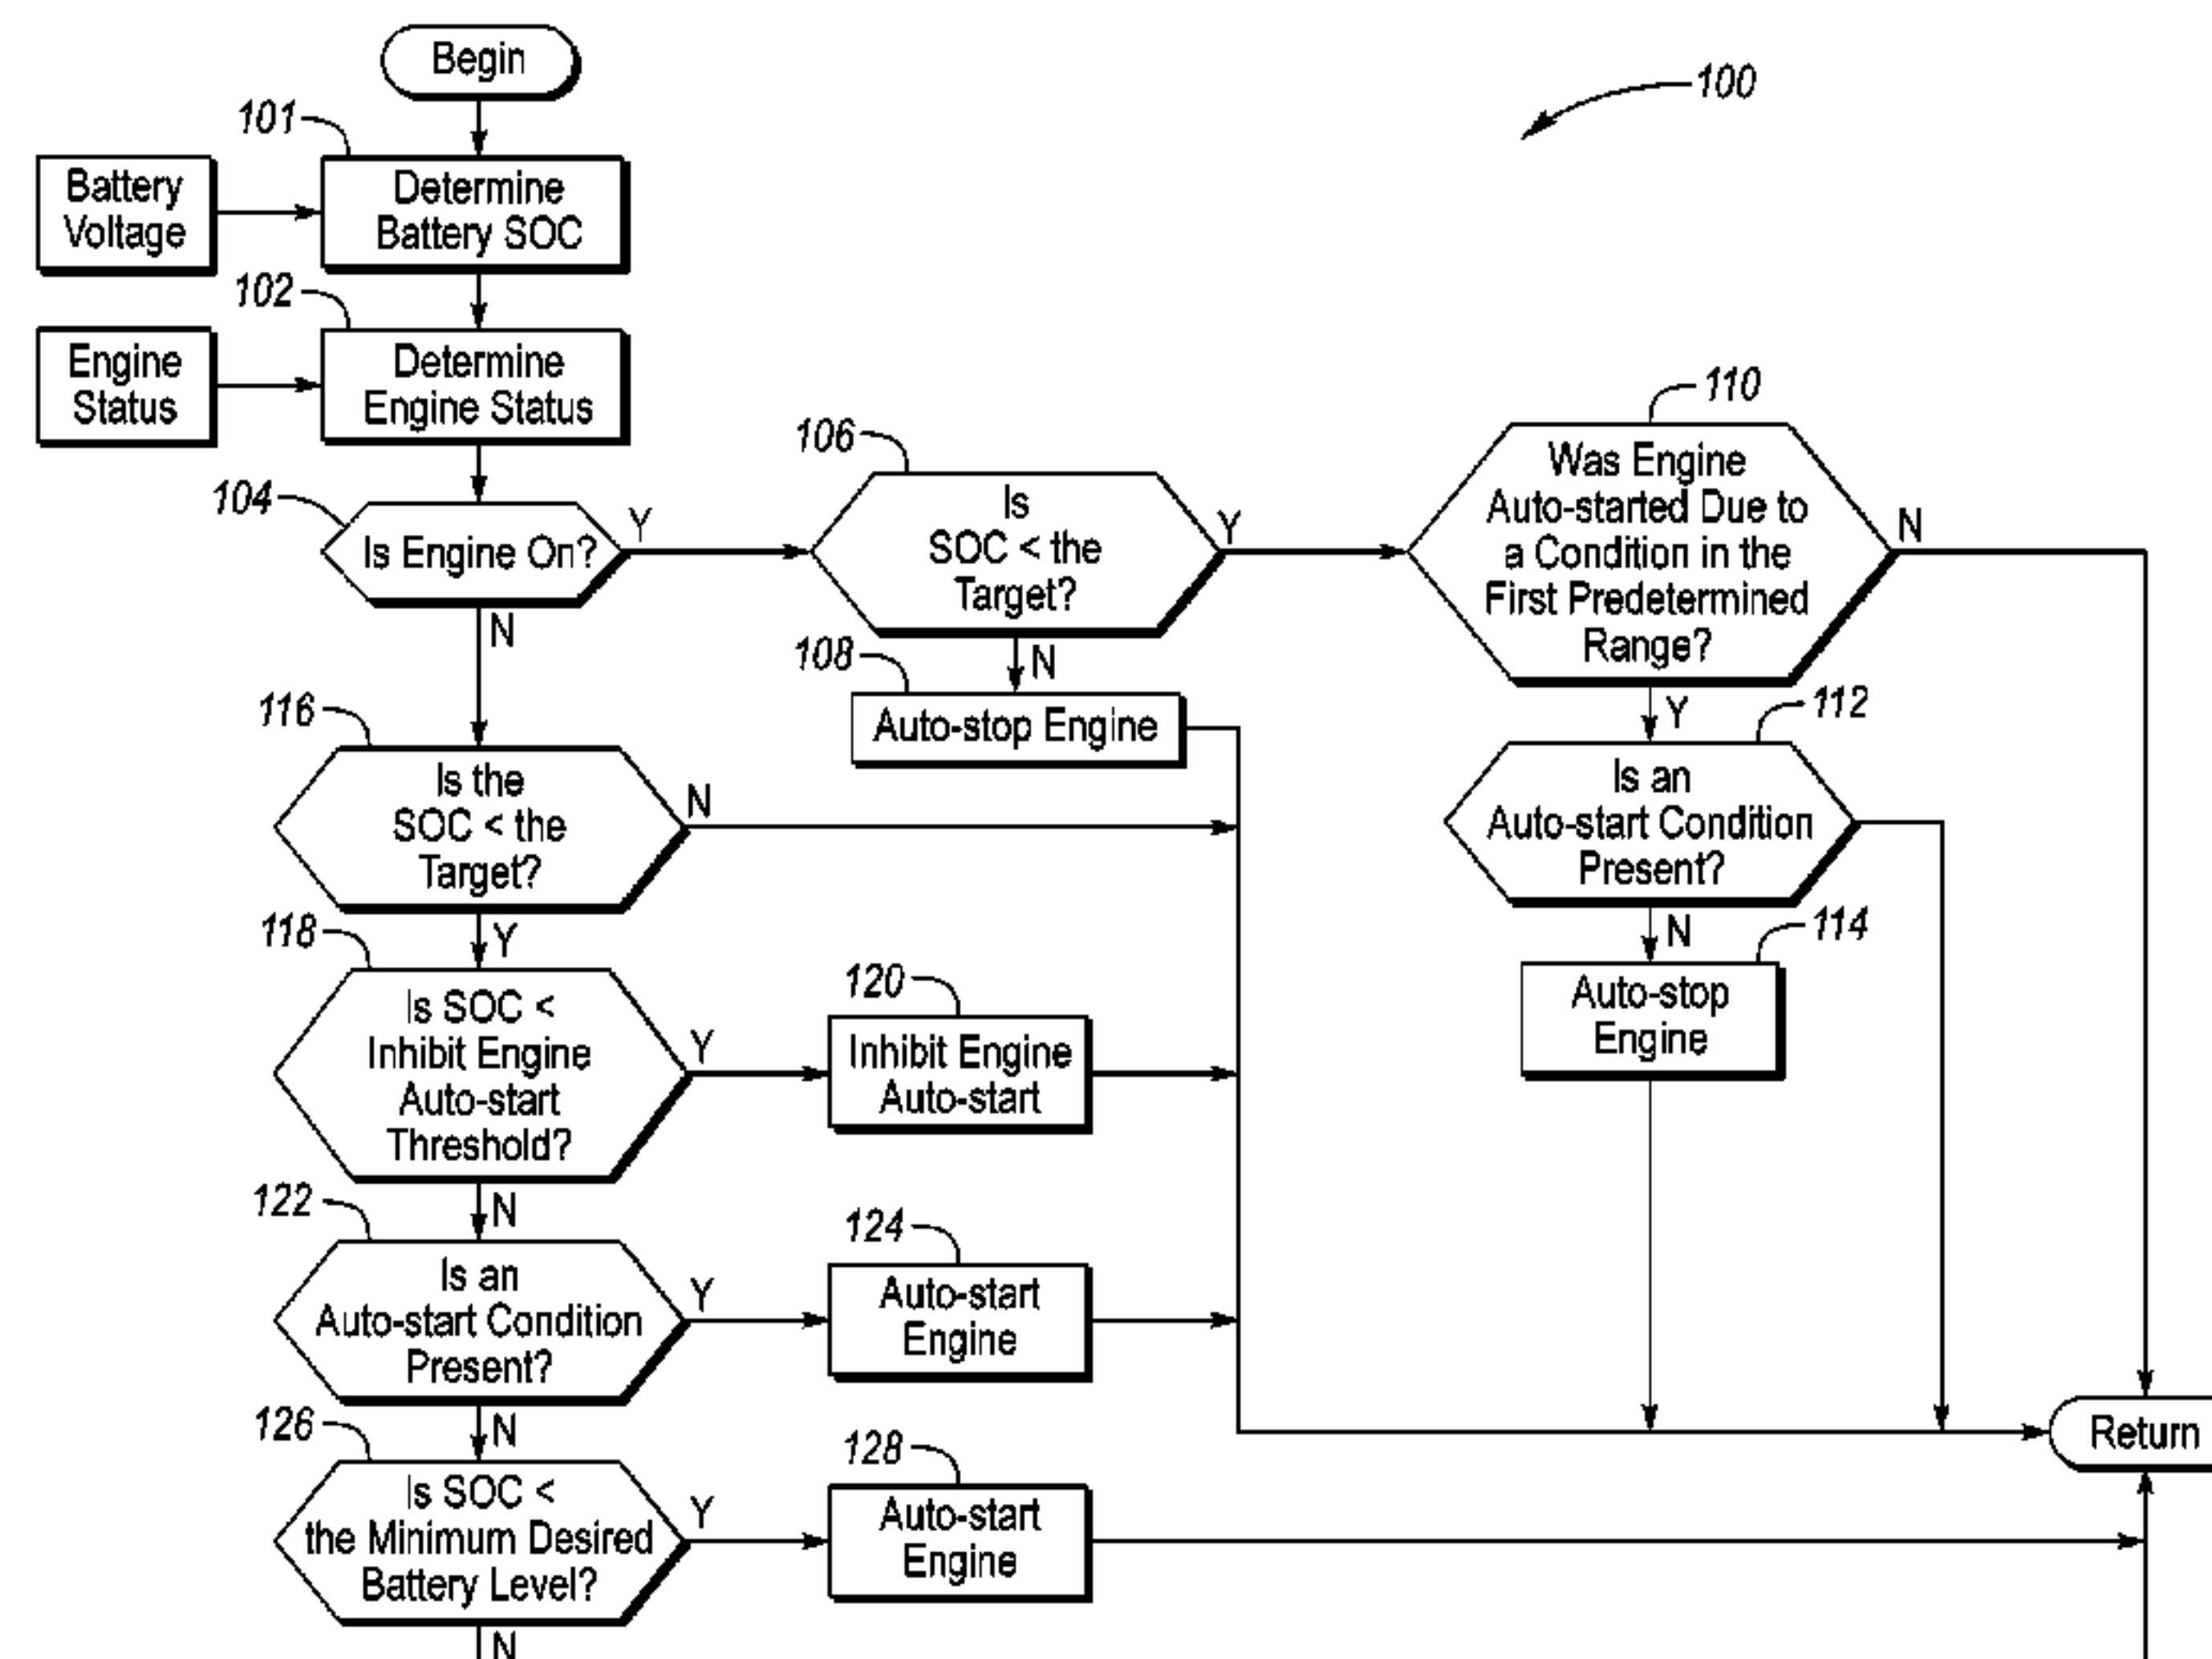 Begin
100
101
Battery
Voltage
Determine
Battery SOC
102
Engine
Status
Determine
Engine Status
104
Is Engine On?
Y
N
106
Is
SOC < the
Target?
Y
N
108
Auto-stop Engine
110
Was Engine
Auto-started Due to
a Condition in the
First Predetermined
Range?
N
Y
112
Is an
Auto-start Condition
Present?
N
114
Auto-stop
Engine
116
Is the
SOC < the
Target?
N
Y
118
Is SOC <
Inhibit Engine
Auto-start
Threshold?
Y
N
120
Inhibit Engine
Auto-start
122
Is an
Auto-start Condition
Present?
Y
N
124
Auto-start
Engine
126
Is SOC <
the Minimum Desired
Battery Level?
Y
N
128
Auto-start
Engine
Return